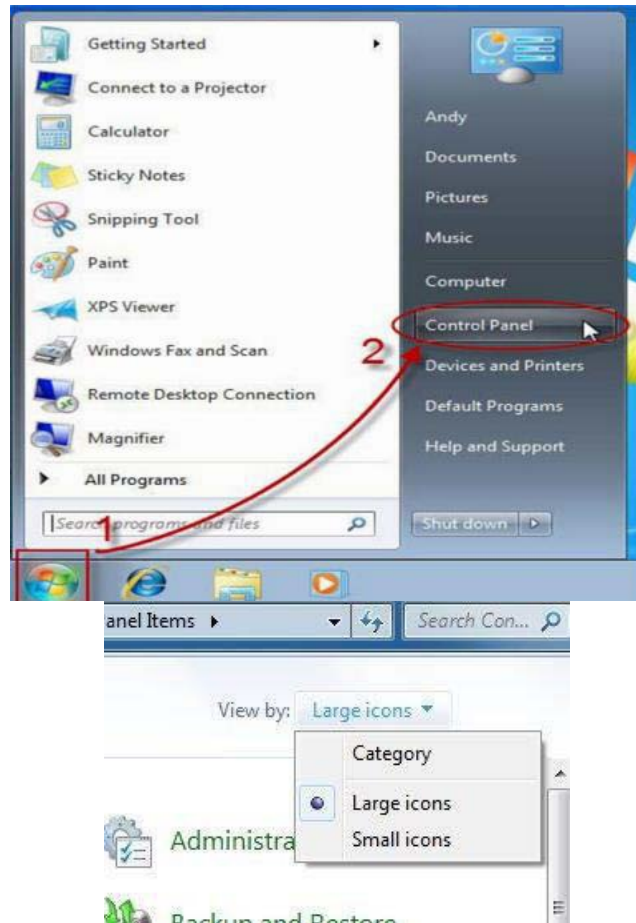 Getting Started
Connect to a Projector
Calculator
Sticky Notes
Snipping Tool
Paint
XPS Viewer
Windows Fax and Scan
Remote Desktop Connection
Magnifier
All Programs
Search programs and files
Andy
Documents
Pictures
Music
Computer
Control Panel
Devices and Printers
Default Programs
Help and Support
Shut down
1
2
anel Items
Search Con...
View by: Large icons
Category
Large icons
Small icons
Administra
Backup and Restore